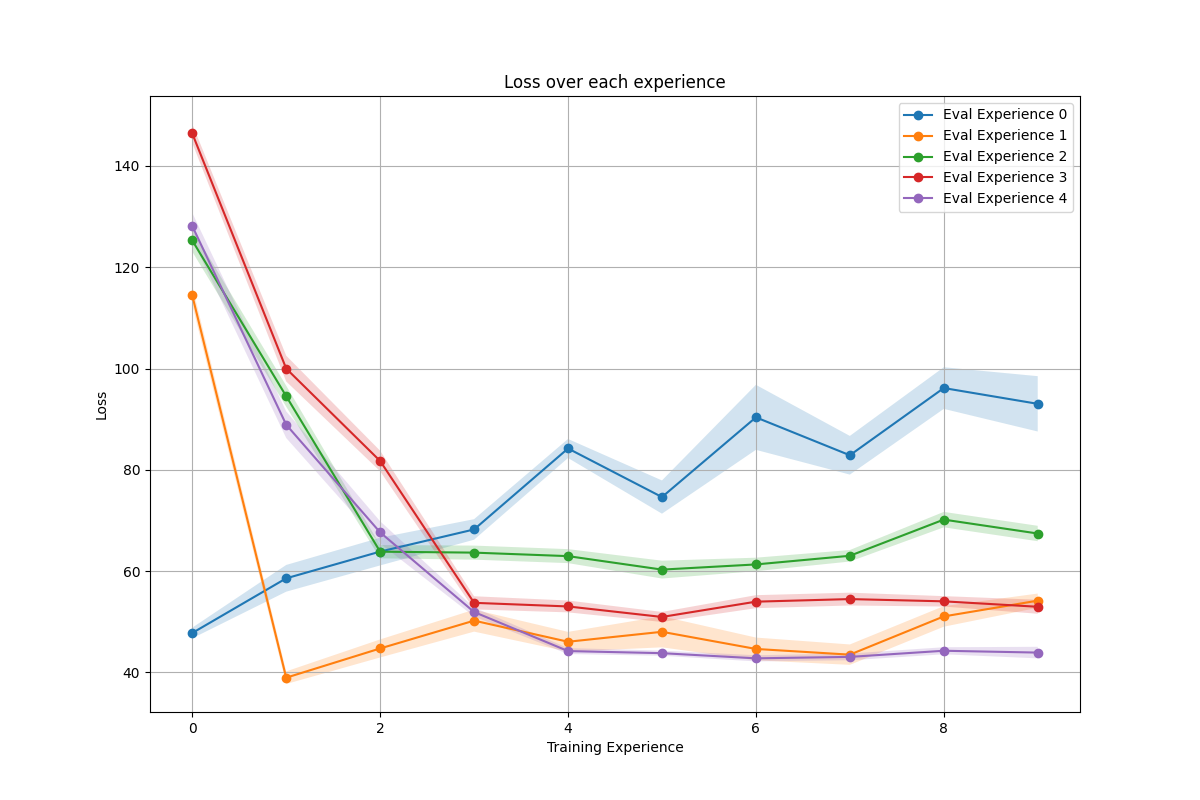 Loss over each experience
Eval Experience 0
Eval Experience 1
Eval Experience 2
Eval Experience 3
Eval Experience 4
140
120
100
80
60
40
Loss
0 2 4 6 8
Training Experience